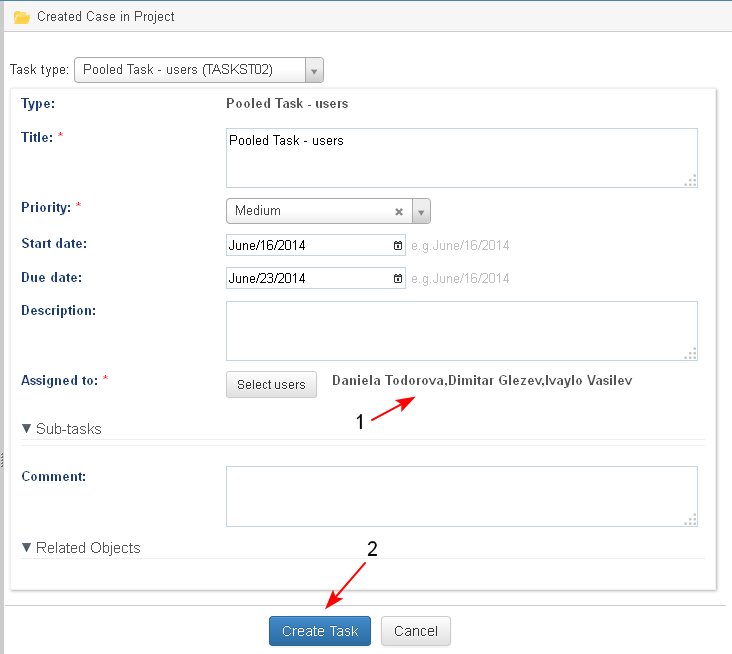 Created Case in Project
Task type: Pooled Task - users (TASKST02)
Type: Pooled Task - users
Title: * Pooled Task - users
Priority: * Medium
Start date: June/16/2014 e.g.June/16/2014
Due date: June/23/2014 e.g.June/16/2014
Description:
Assigned to: * Select users Daniela Todorova,Dimitar Glezev,Ivaylo Vasilev
1
Sub-tasks
Comment:
Related Objects
2
Create Task Cancel